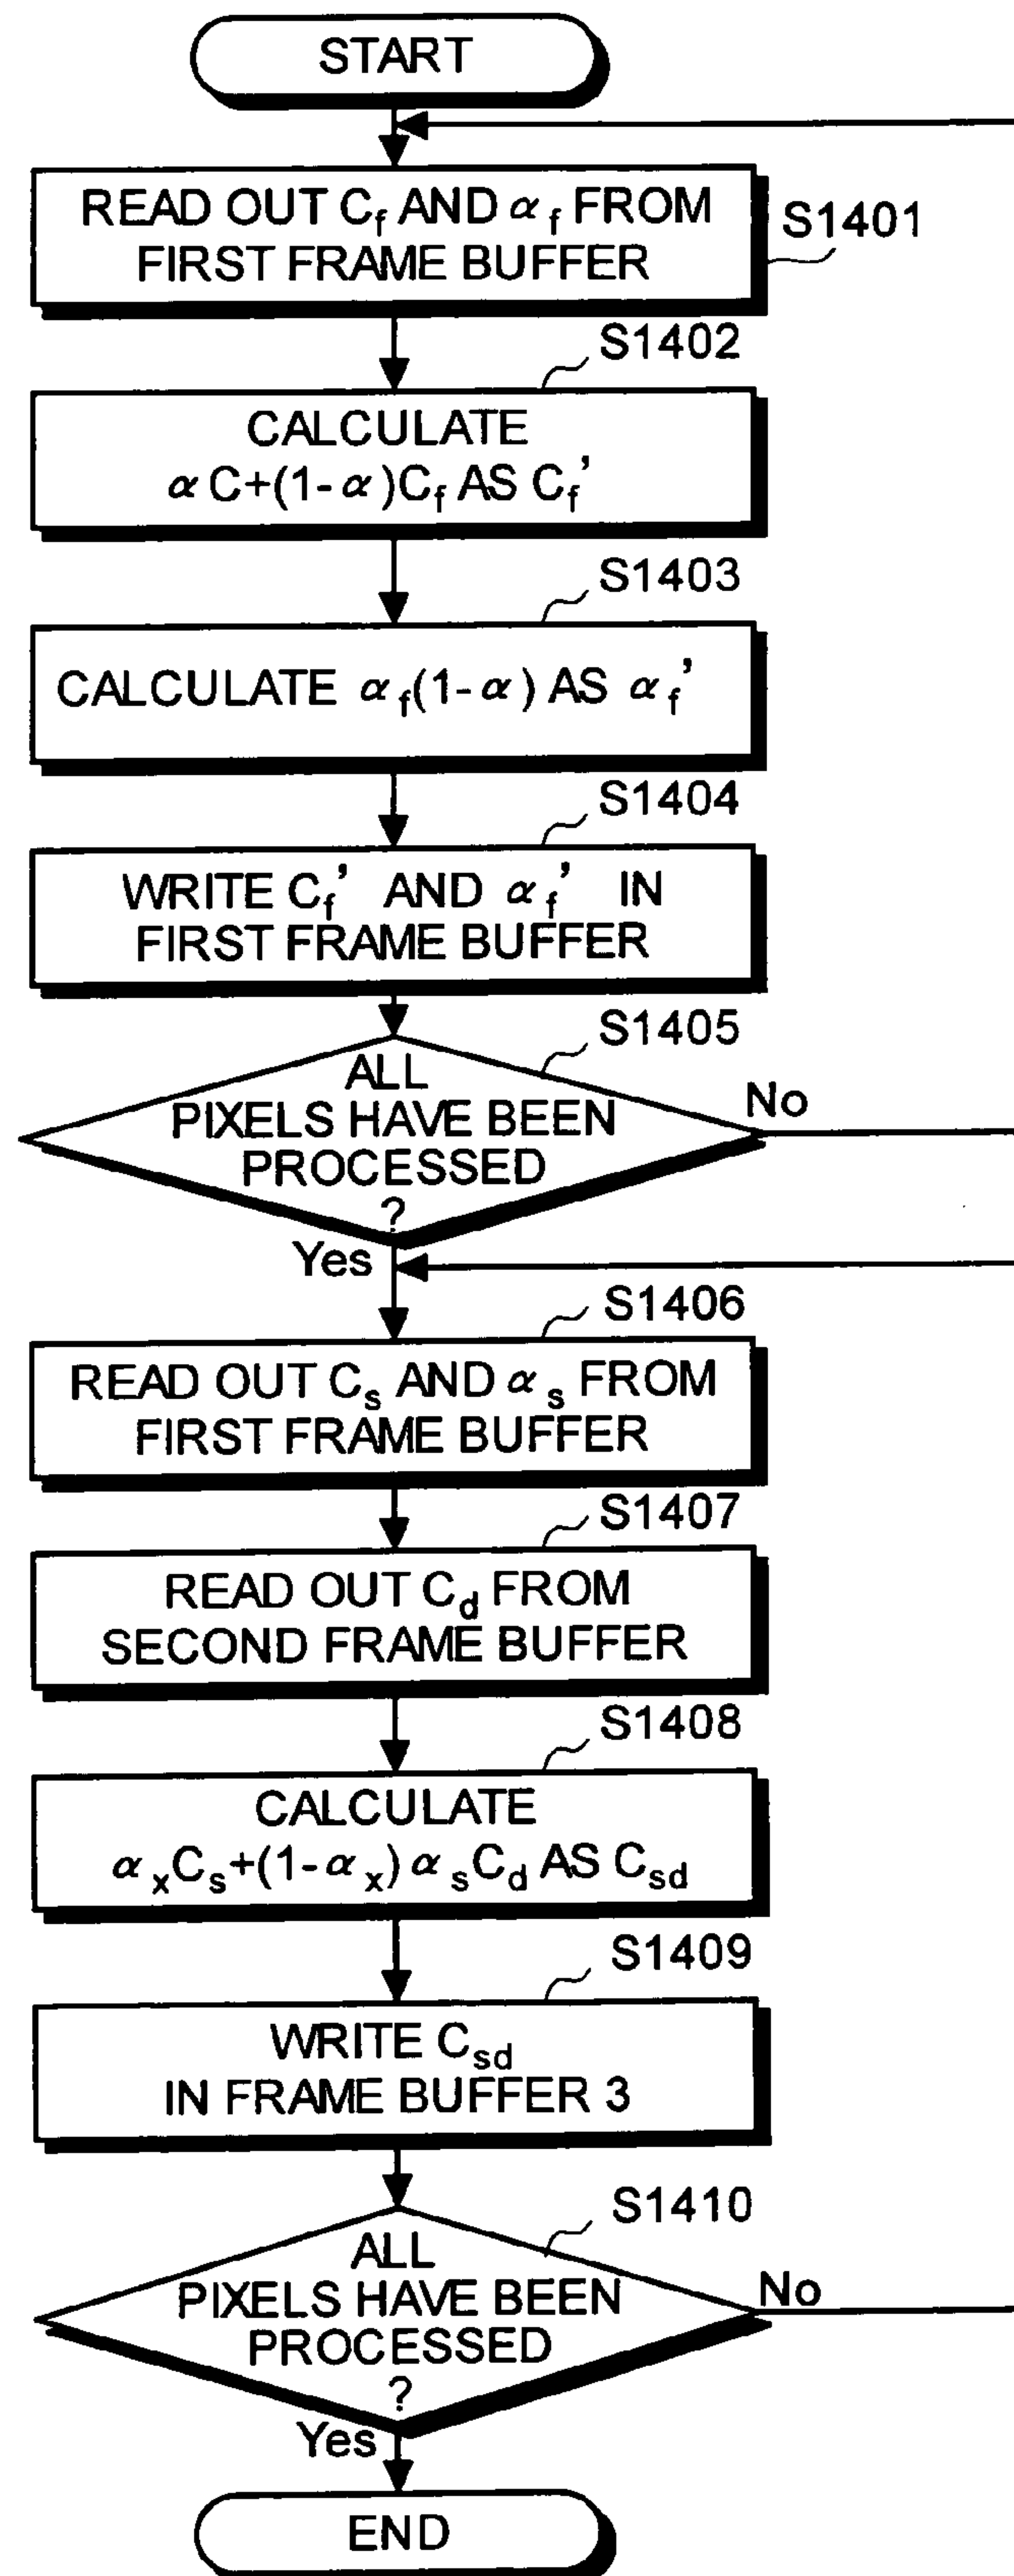 START
READ OUT Cf AND αf FROM
FIRST FRAME BUFFER
S1401
S1402
CALCULATE
αC+(1-α)Cf AS Cf'
S1403
CALCULATE αf(1-α) AS αf'
S1404
WRITE Cf' AND αf' IN
FIRST FRAME BUFFER
S1405
ALL
PIXELS HAVE BEEN
PROCESSED
?
No
Yes
S1406
READ OUT Cs AND αs FROM
FIRST FRAME BUFFER
S1407
READ OUT Cd FROM
SECOND FRAME BUFFER
S1408
CALCULATE
αxCs+(1-αx)αsCd AS Csd
S1409
WRITE Csd
IN FRAME BUFFER 3
S1410
ALL
PIXELS HAVE BEEN
PROCESSED
?
No
Yes
END